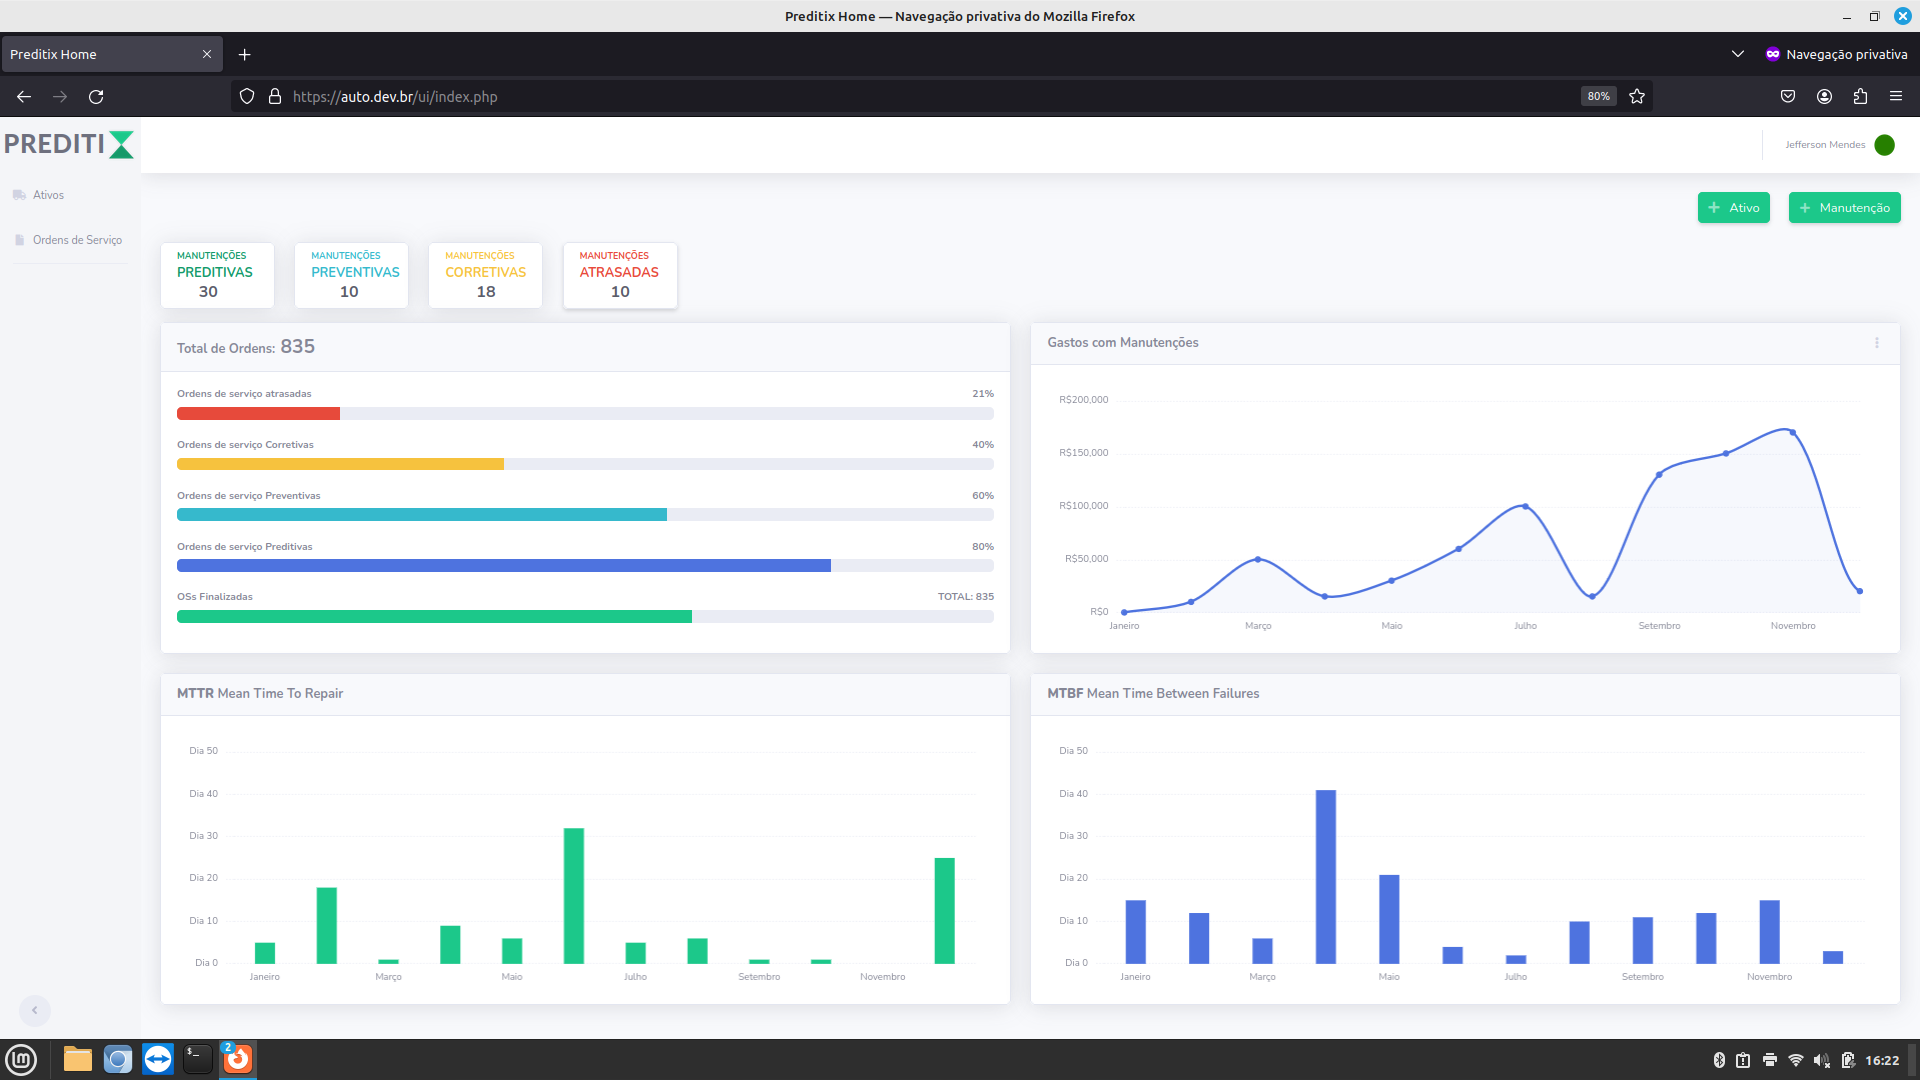 Preditix Home — Navegação privativa do Mozilla Firefox
Preditix Home
Navegação privativa
https://auto.dev.br/ui/index.php
80%
PREDITI
Jefferson Mendes
Ativos
Ordens de Serviço
Ativo
Manutenção
MANUTENÇÕES
PREDITIVAS
30
MANUTENÇÕES
PREVENTIVAS
10
MANUTENÇÕES
CORRETIVAS
18
MANUTENÇÕES
ATRASADAS
10
Total de Ordens: 835
Ordens de serviço atrasadas 21%
Ordens de serviço Corretivas 40%
Ordens de serviço Preventivas 60%
Ordens de serviço Preditivas 80%
OSs Finalizadas TOTAL: 835
Gastos com Manutenções
R$200,000
R$150,000
R$100,000
R$50,000
R$0
Janeiro Março Maio Julho Setembro Novembro
MTTR Mean Time To Repair
Dia 50
Dia 40
Dia 30
Dia 20
Dia 10
Dia 0
Janeiro Março Maio Julho Setembro Novembro
MTBF Mean Time Between Failures
Dia 50
Dia 40
Dia 30
Dia 20
Dia 10
Dia 0
Janeiro Março Maio Julho Setembro Novembro
lm
$_
2
16:22